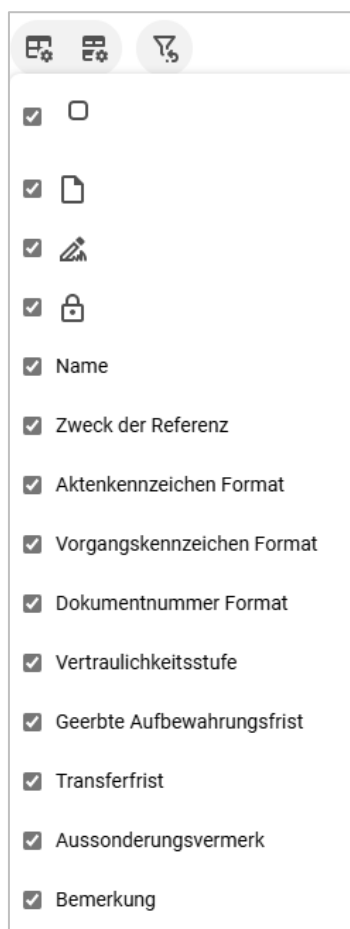 Name
Zweck der Referenz
Aktenkennzeichen Format
Vorgangskennzeichen Format
Dokumentnummer Format
Vertraulichkeitsstufe
Geerbte Aufbewahrungsfrist
Transferfrist
Aussonderungsvermerk
Bemerkung